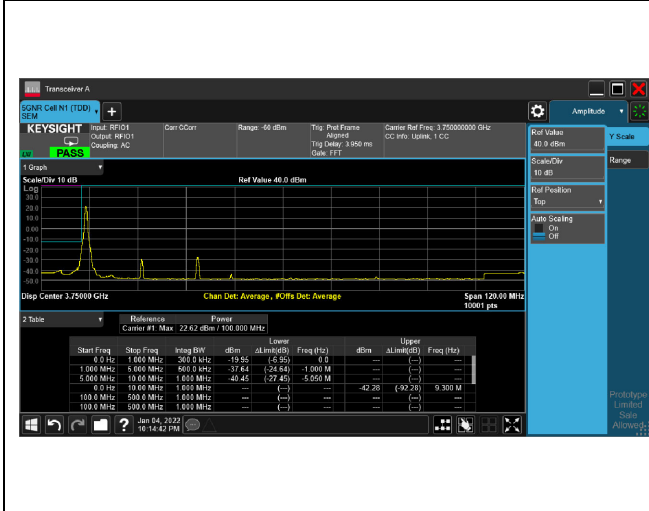 Transceiver A
5GNR Cell N1 (TDD)
SEM
Amplitude
KEYSIGHT
PASS
Input: RFIO1
Output: RFIO1
Coupling: AC
Carr CCorr
Range: -60 dBm
Trig: Pret Frame
Aligned
Trig Delay: 3.950 ms
Gate: FFT
Carrier Ref Freq: 3.750000000 GHz
CC Info: Uplink, 1 CC
Ref Value
40.0 dBm
Y Scale
Scale/Div
10 dB
Range
Ref Position
Top
Auto Scaling
On
Off
1 Graph
Scale/Div 10 dB
Ref Value 40.0 dBm
Log
30.0
20.0
10.0
0.00
-10.0
-20.0
-30.0
-40.0
-50.0
Disp Center 3.75000 GHz
Chan Det: Average , #Offs Det: Average
Span 120.00 MHz
10001 pts
2 Table
Reference Power
Carrier #1: Max 22.62 dBm / 100.000 MHz
Lower Upper
Start Freq Stop Freq Integ BW dBm ΔLimit(dB) Freq (Hz) dBm ΔLimit(dB) Freq (Hz)
0.0 Hz 1.000 MHz 300.0 kHz -19.95 (-6.95) 0.0 --- (---) ---
1.000 MHz 5.000 MHz 500.0 kHz -37.64 (-24.64) -1.000 M --- (---) ---
5.000 MHz 10.00 MHz 1.000 MHz -40.45 (-27.45) -5.050 M --- (---) ---
0.0 Hz 10.00 MHz 1.000 MHz --- (---) --- -42.28 (-92.28) 9.300 M
100.0 MHz 500.0 MHz 1.000 MHz --- (---) --- --- (---) ---
100.0 MHz 500.0 MHz 1.000 MHz --- (---) --- --- (---) ---
Prototype
Limited
Sale
Allowed
Jan 04, 2022
10:14:42 PM